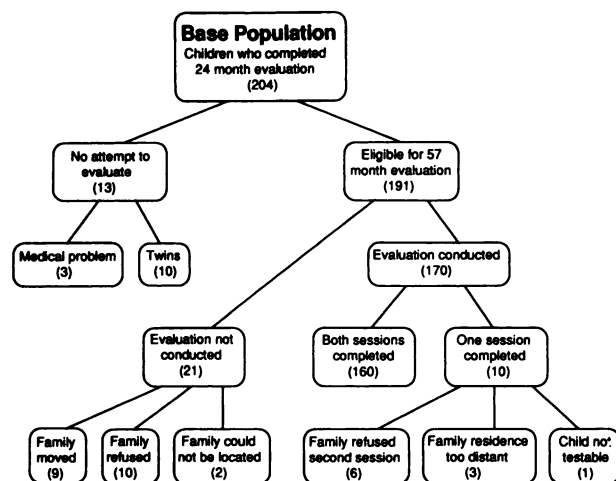 Base Population
Children who completed
24 month evaluation
(204)
No attempt to
evaluate
(13)
Eligible for 57
month evaluation
(191)
Medical problem
(3)
Twins
(10)
Evaluation conducted
(170)
Evaluation not
conducted
(21)
Both sessions
completed
(160)
One session
completed
(10)
Family
moved
(9)
Family
refused
(10)
Family could
not be located
(2)
Family refused
second session
(6)
Family residence
too distant
(3)
Child not
testable
(1)